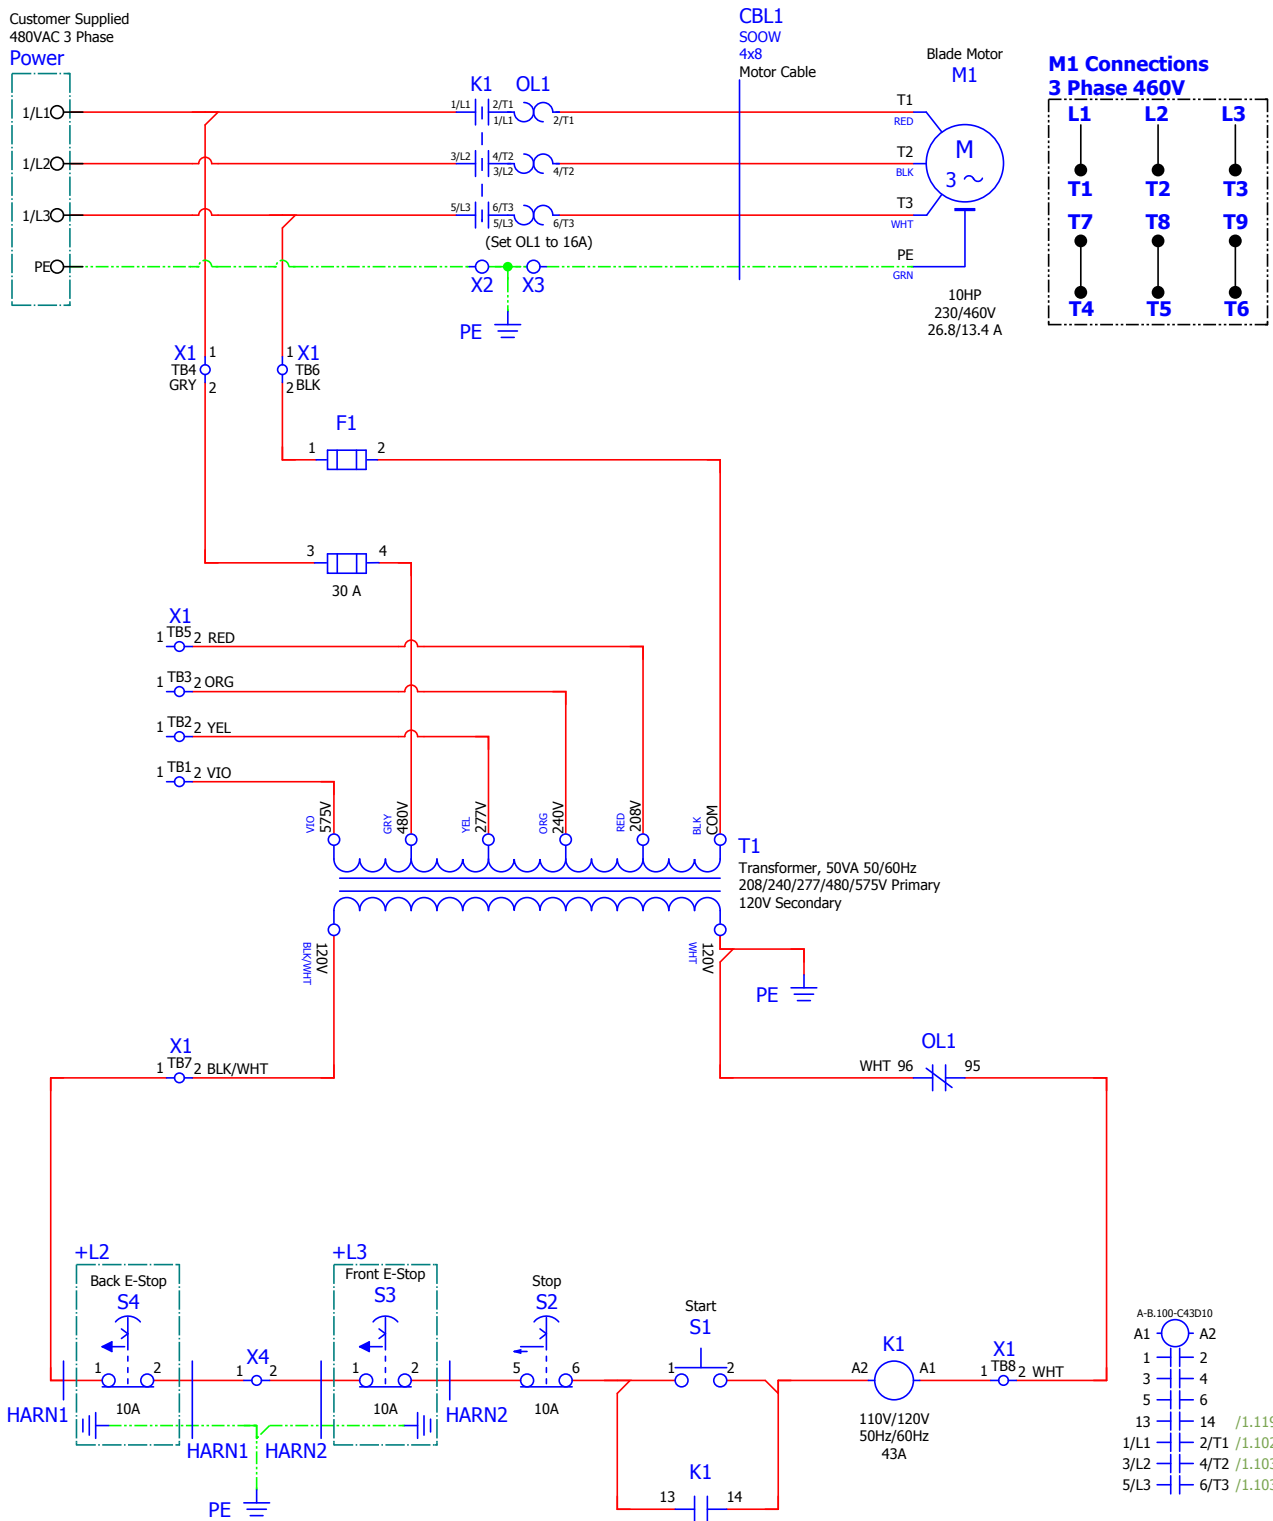 Customer Supplied
480VAC 3 Phase
Power
1/L1
1/L2
1/L3
PE
K1
OL1
1/L1
2/T1
1/L1
2/T1
3/L2
4/T2
3/L2
4/T2
5/L3
6/T3
5/L3
6/T3
(Set OL1 to 16A)
X2
X3
PE
CBL1
SOOW
4x8
Motor Cable
Blade Motor
M1
T1
RED
T2
BLK
T3
WHT
PE
GRN
M
3 ~
10HP
230/460V
26.8/13.4 A
M1 Connections
3 Phase 460V
L1 L2 L3
T1 T2 T3
T7 T8 T9
T4 T5 T6
X1
TB4
GRY
1
2
X1
TB6
BLK
1
2
F1
1
2
3
4
30 A
X1
1 TB5 2 RED
1 TB3 2 ORG
1 TB2 2 YEL
1 TB1 2 VIO
VIO
575V
GRY
480V
YEL
277V
ORG
240V
RED
208V
BLK
COM
T1
Transformer, 50VA 50/60Hz
208/240/277/480/575V Primary
120V Secondary
BLK/WHT
120V
WHT
120V
PE
X1
1 TB7 2 BLK/WHT
OL1
WHT 96
95
+L2
Back E-Stop
S4
1
2
10A
HARN1
HARN1
X4
1
2
+L3
Front E-Stop
S3
1
2
10A
HARN2
HARN2
PE
Stop
S2
5
6
10A
Start
S1
1
2
K1
13
14
K1
A2
A1
110V/120V
50Hz/60Hz
43A
X1
1 TB8 2 WHT
A-B.100-C43D10
A1 A2
1 2
3 4
5 6
13 14 /1.119
1/L1 2/T1 /1.102
3/L2 4/T2 /1.103
5/L3 6/T3 /1.103